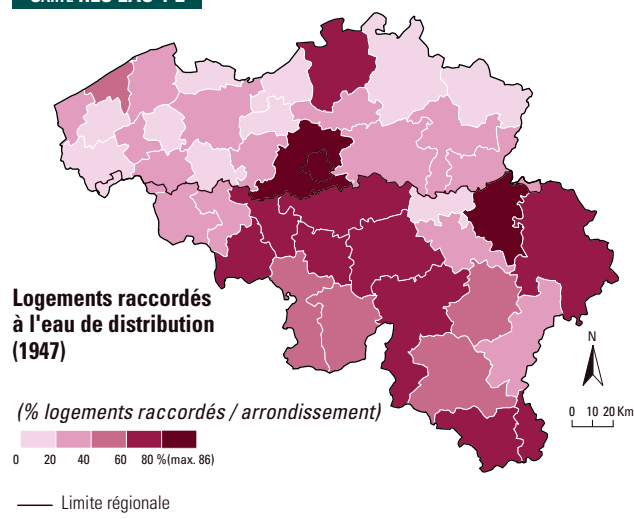 Logements raccordés
à l'eau de distribution
(1947)
(% logements raccordés / arrondissement)
0 20 40 60 80 %(max. 86)
Limite régionale
N
0 10 20 Km